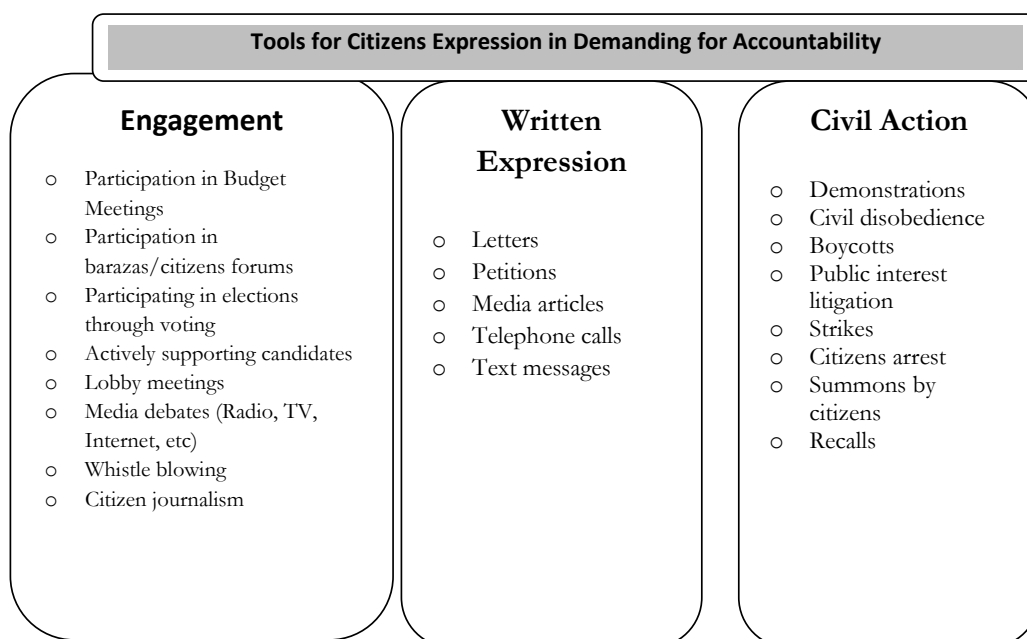 Tools for Citizens Expression in Demanding for Accountability
Engagement
o Participation in Budget
Meetings
o Participation in
barazas/citizens forums
o Participating in elections
through voting
o Actively supporting candidates
o Lobby meetings
o Media debates (Radio, TV,
Internet, etc)
o Whistle blowing
o Citizen journalism
Written
Expression
o Letters
o Petitions
o Media articles
o Telephone calls
o Text messages
Civil Action
o Demonstrations
o Civil disobedience
o Boycotts
o Public interest
litigation
o Strikes
o Citizens arrest
o Summons by
citizens
o Recalls